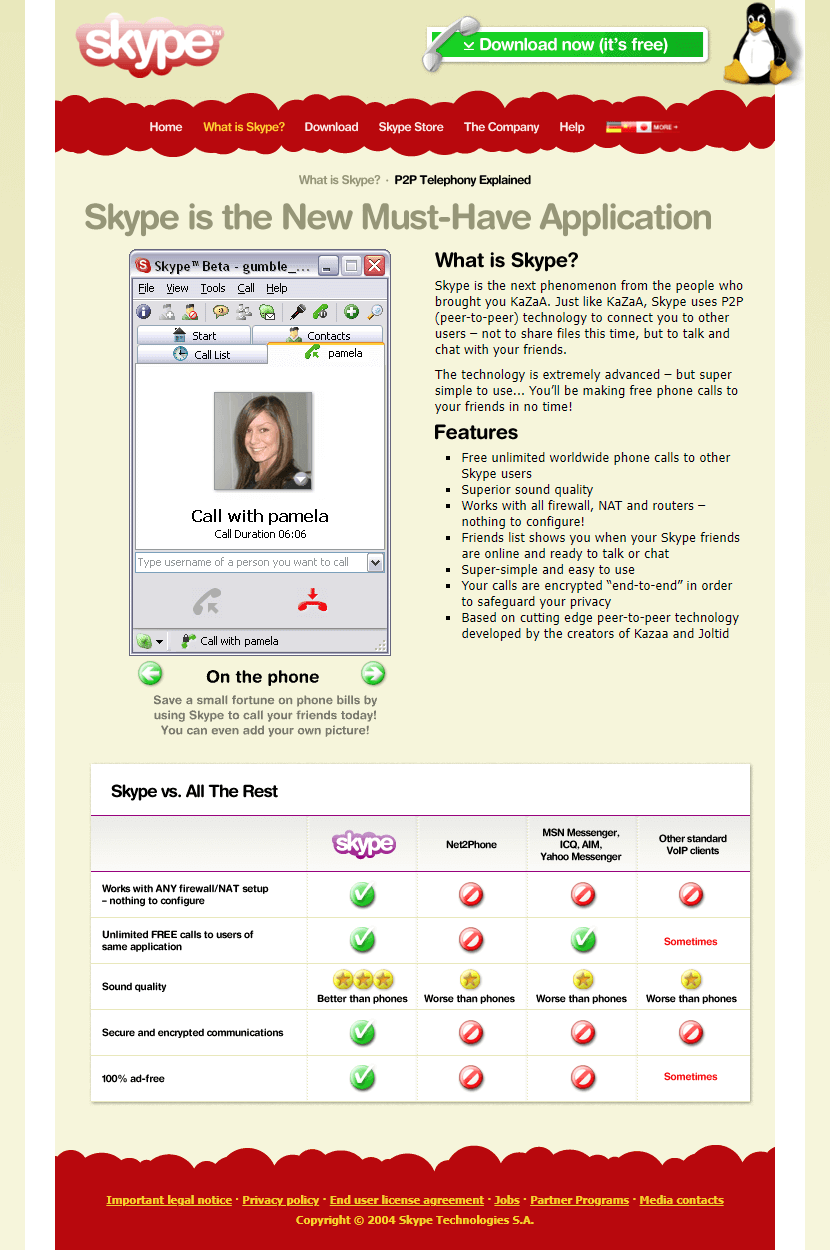 skype™
Download now (it's free)
Home What is Skype? Download Skype Store The Company Help MORE
What is Skype? · P2P Telephony Explained
Skype is the New Must-Have Application
Skype™ Beta - gumble_...
File View Tools Call Help
Start Contacts
Call List pamela
Call with pamela
Call Duration 06:06
Type username of a person you want to call
Call with pamela
On the phone
Save a small fortune on phone bills by
using Skype to call your friends today!
You can even add your own picture!
What is Skype?
Skype is the next phenomenon from the people who
brought you KaZaA. Just like KaZaA, Skype uses P2P
(peer-to-peer) technology to connect you to other
users – not to share files this time, but to talk and
chat with your friends.
The technology is extremely advanced – but super
simple to use... You'll be making free phone calls to
your friends in no time!
Features
Free unlimited worldwide phone calls to other
Skype users
Superior sound quality
Works with all firewall, NAT and routers –
nothing to configure!
Friends list shows you when your Skype friends
are online and ready to talk or chat
Super-simple and easy to use
Your calls are encrypted “end-to-end” in order
to safeguard your privacy
Based on cutting edge peer-to-peer technology
developed by the creators of Kazaa and Joltid
Skype vs. All The Rest
skype
Net2Phone
MSN Messenger,
ICQ, AIM,
Yahoo Messenger
Other standard
VoIP clients
Works with ANY firewall/NAT setup
– nothing to configure
Unlimited FREE calls to users of
same application
Sometimes
Sound quality
Better than phones Worse than phones Worse than phones Worse than phones
Secure and encrypted communications
100% ad-free
Sometimes
Important legal notice · Privacy policy · End user license agreement · Jobs · Partner Programs · Media contacts
Copyright © 2004 Skype Technologies S.A.